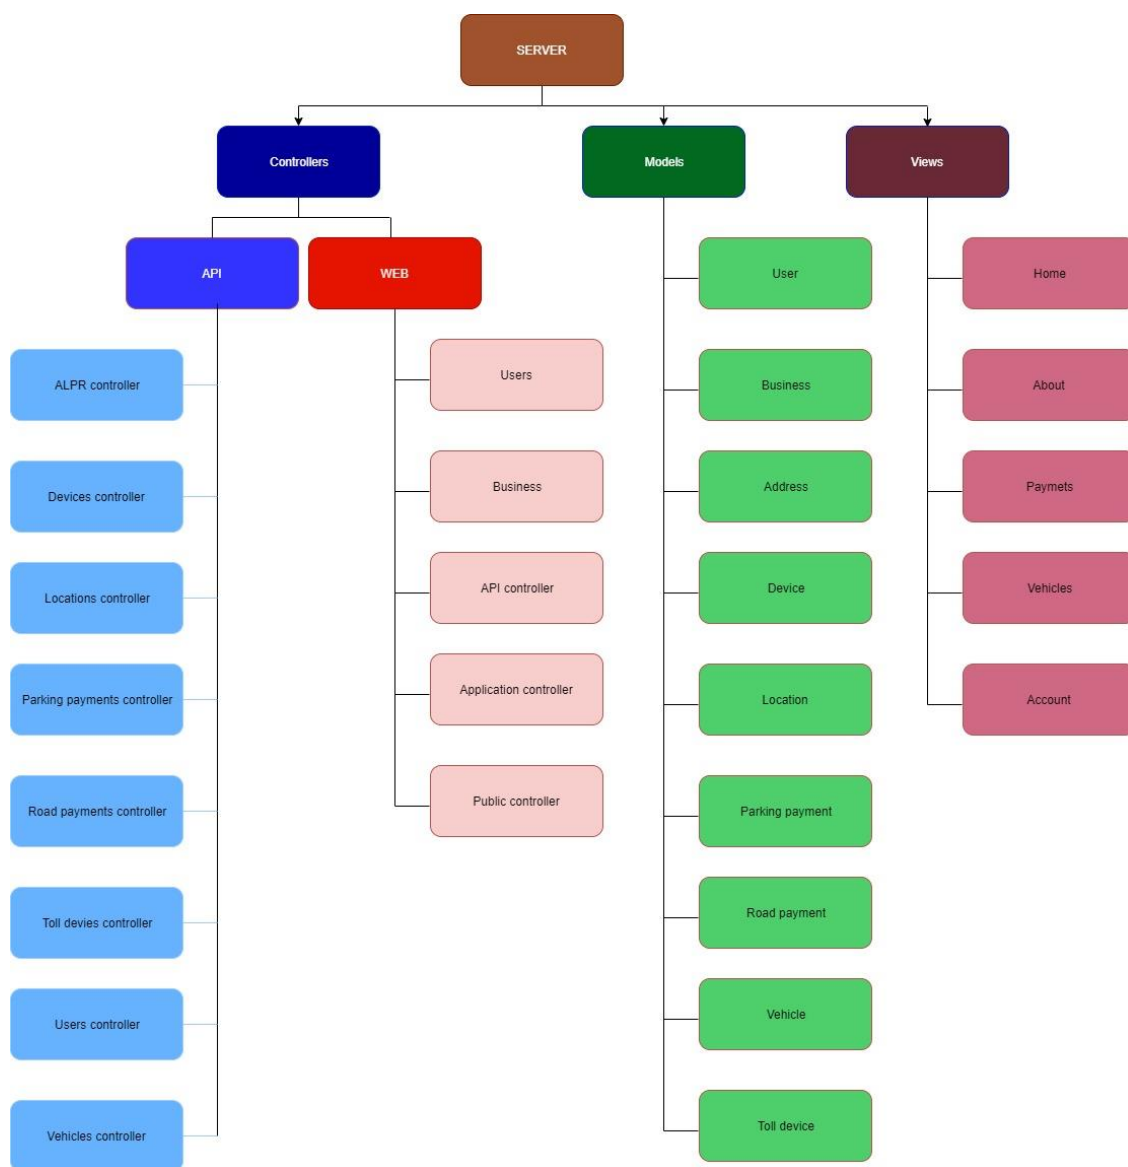 SERVER
Controllers
Models
Views
API
WEB
User
Home
ALPR controller
Users
Business
About
Devices controller
Business
Address
Paymets
Locations controller
API controller
Device
Vehicles
Parking payments controller
Application controller
Location
Account
Road payments controller
Public controller
Parking payment
Toll devies controller
Road payment
Users controller
Vehicle
Vehicles controller
Toll device